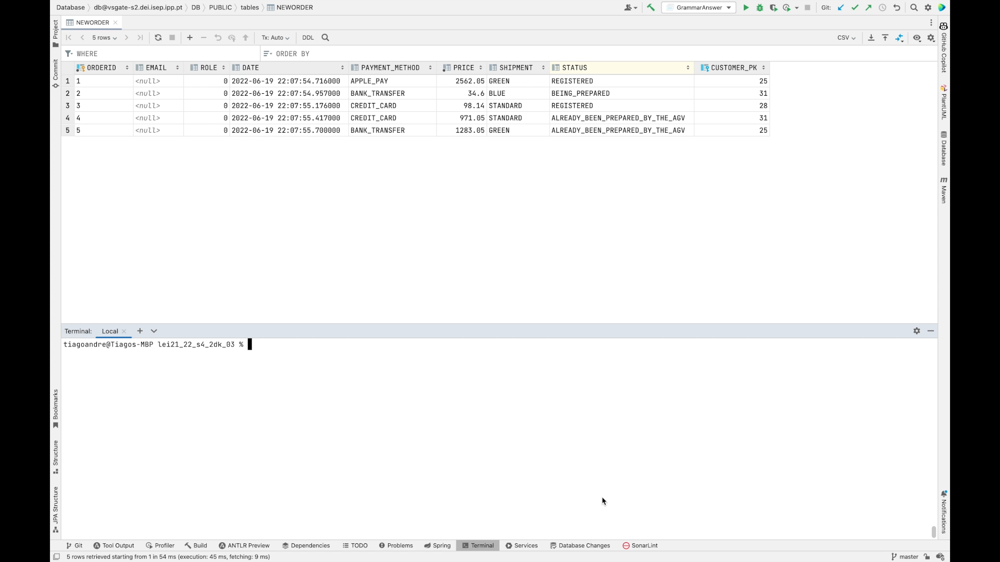 Database db@vsgate-s2.dei.isep.ipp.pt DB PUBLIC tables NEWORDER GrammarAnswer Git:
NEWORDER
5 rows Tx: Auto DDL CSV
WHERE ORDER BY
ORDERID EMAIL ROLE DATE PAYMENT_METHOD PRICE SHIPMENT STATUS CUSTOMER_PK
1 1 <null> 0 2022-06-19 22:07:54.716000 APPLE_PAY 2562.05 GREEN REGISTERED 25
2 2 <null> 0 2022-06-19 22:07:54.957000 BANK_TRANSFER 34.6 BLUE BEING_PREPARED 31
3 3 <null> 0 2022-06-19 22:07:55.176000 CREDIT_CARD 98.14 STANDARD REGISTERED 28
4 4 <null> 0 2022-06-19 22:07:55.417000 CREDIT_CARD 971.05 STANDARD ALREADY_BEEN_PREPARED_BY_THE_AGV 31
5 5 <null> 0 2022-06-19 22:07:55.700000 BANK_TRANSFER 1283.05 GREEN ALREADY_BEEN_PREPARED_BY_THE_AGV 25
Terminal: Local
tiagoandre@Tiagos-MBP lei21_22_s4_2dk_03 %
Project
Commit
Bookmarks
Structure
JPA Structure
GitHub Copilot
PlantUML
Database
m Maven
Notifications
Git Tool Output Profiler Build ANTLR Preview Dependencies TODO Problems Spring Terminal Services Database Changes SonarLint
5 rows retrieved starting from 1 in 54 ms (execution: 45 ms, fetching: 9 ms) master